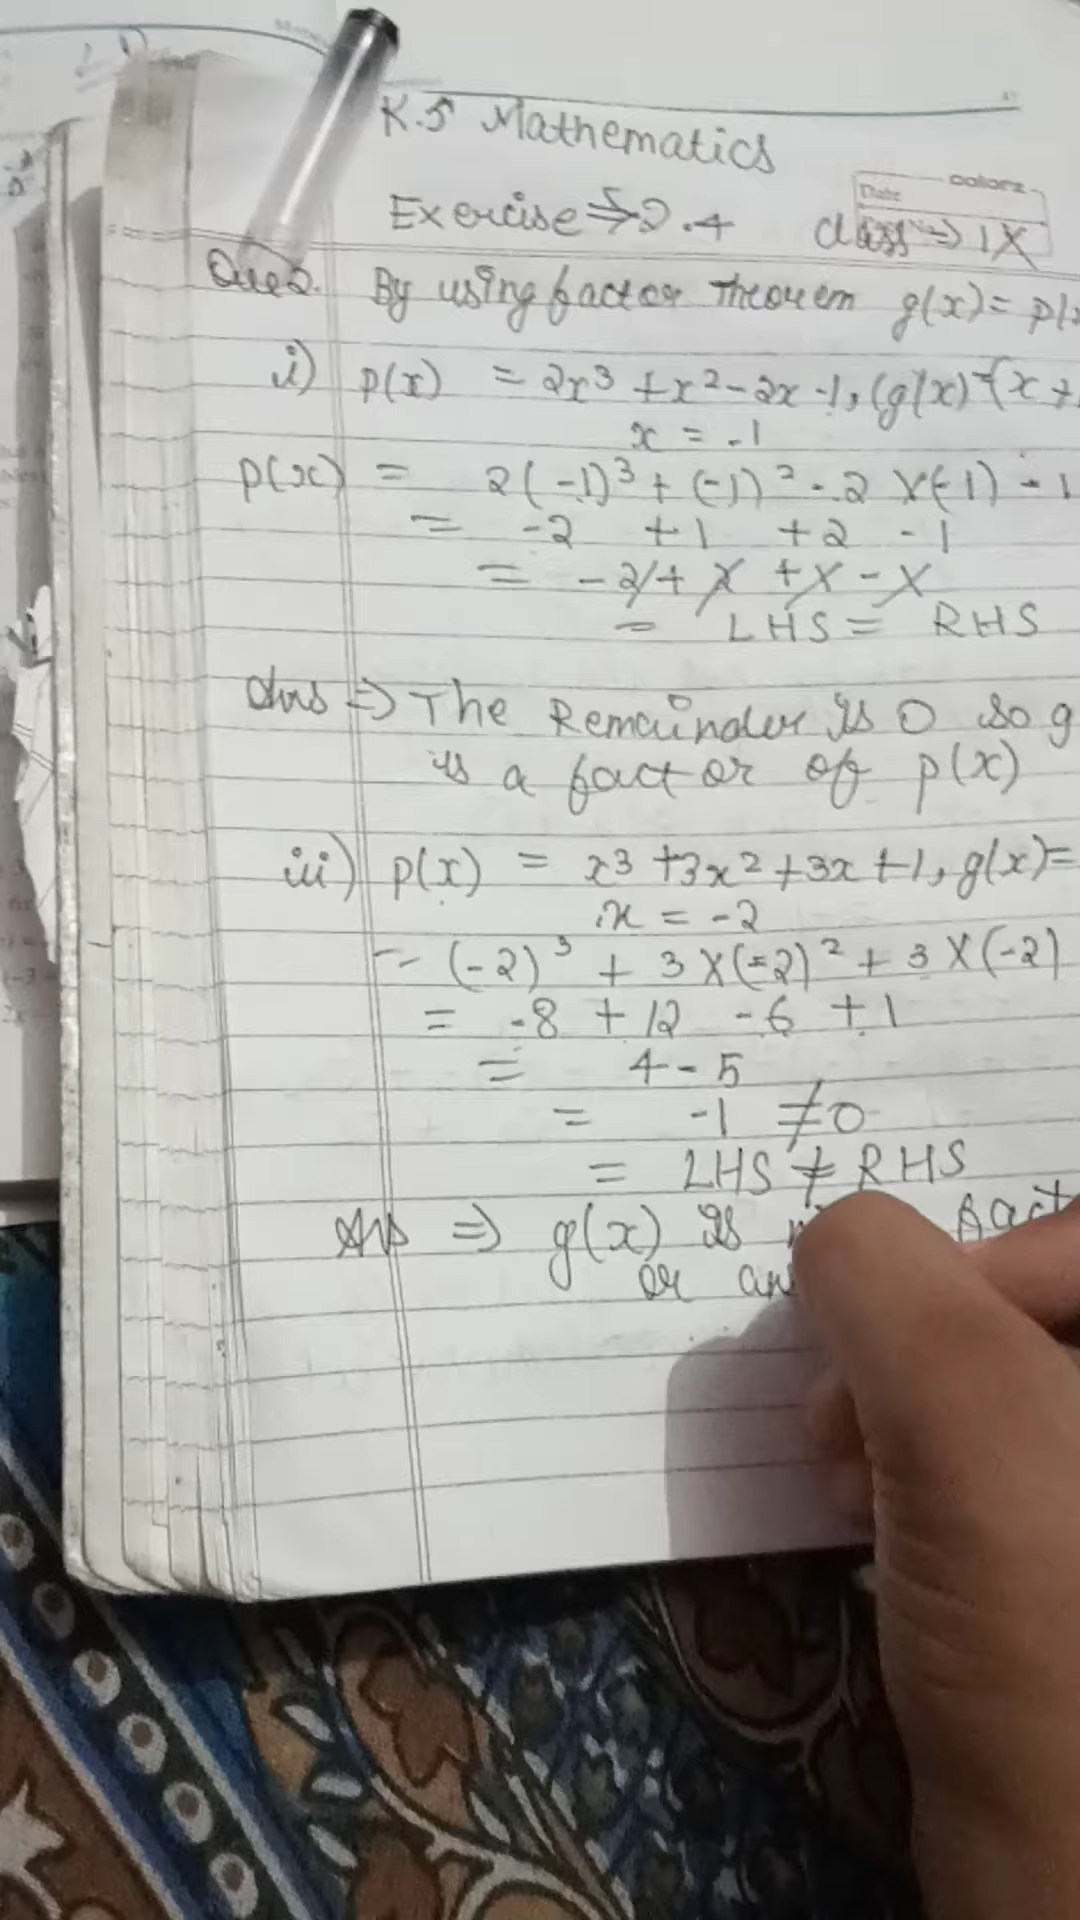 K.S Mathematics
Exercise ⇒ 2.4 class ⇒ IX
colorz
Date
Que2. By using factor Theorem g(x) =
i) p(x) = 2x³ + x² - 2x - 1, (g(x) = (x +
x = -1
p(x) = 2(-1)³ + (-1)² - 2 x(-1) - 1
= -2 + 1 + 2 - 1
= LHS = RHS
Ans ⇒ The Remainder is 0 so g
is a factor of p(x)
iii) p(x) = x³ + 3x² + 3x + 1, g(x) =
x = -2
= (-2)³ + 3 x (-2)² + 3 x (-2)
= -8 + 12 - 6 + 1
= 4 - 5
= -1 ≠ 0
= LHS ≠ RHS
Ans ⇒ g(x) is
or